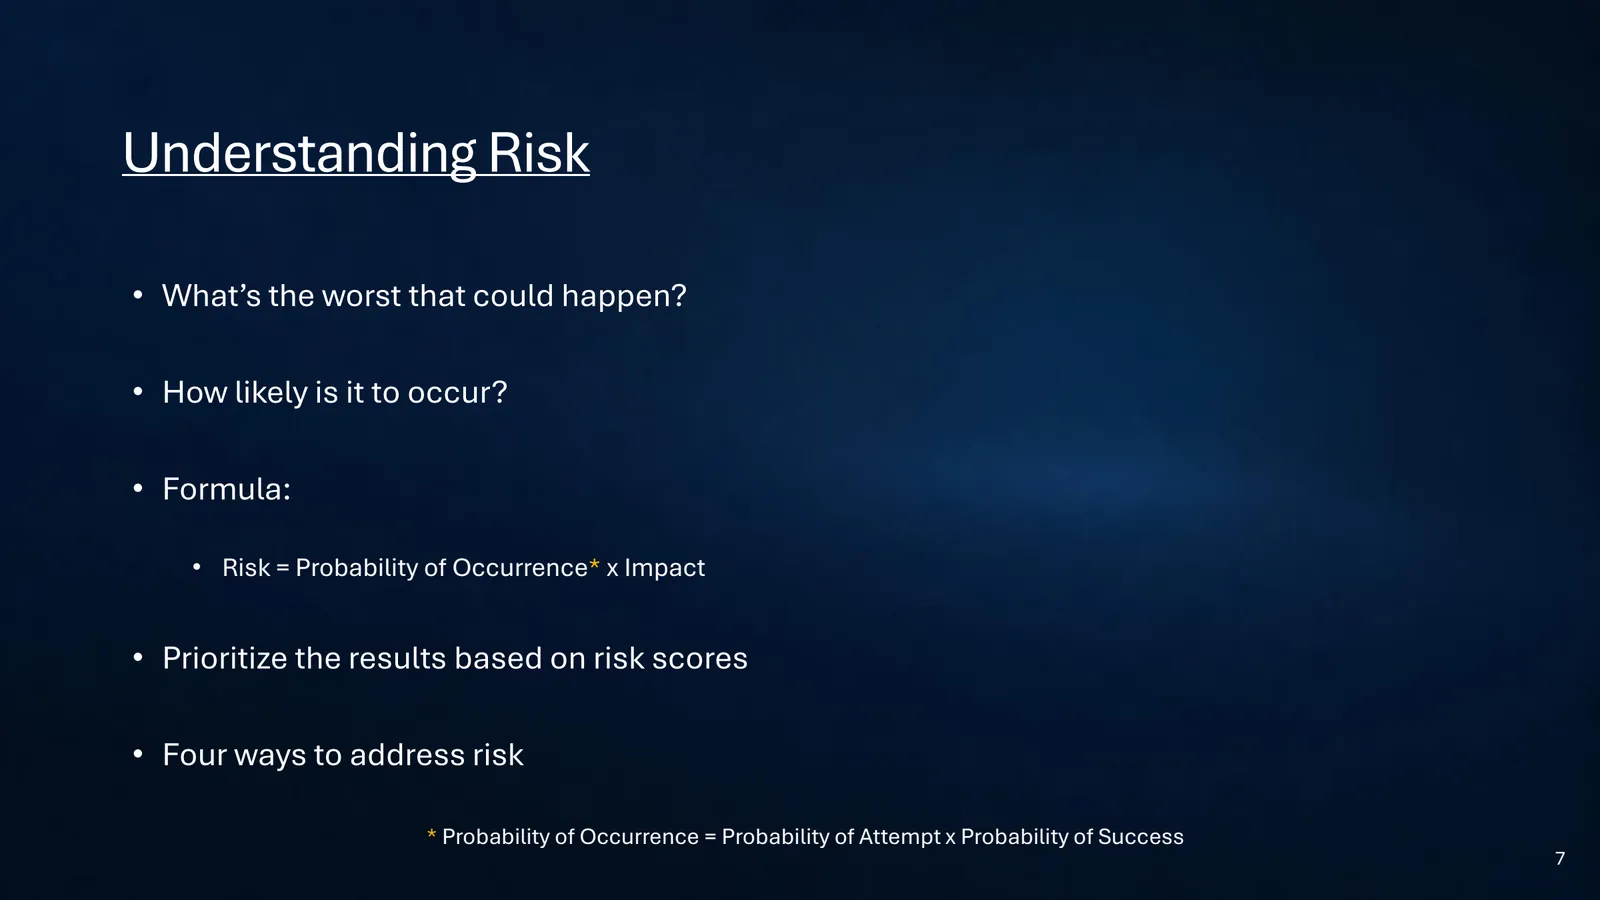 Understanding Risk
• What’s the worst that could happen?
• How likely is it to occur?
• Formula:
• Risk = Probability of Occurrence* x Impact
• Prioritize the results based on risk scores
• Four ways to address risk
* Probability of Occurrence = Probability of Attempt x Probability of Success
7